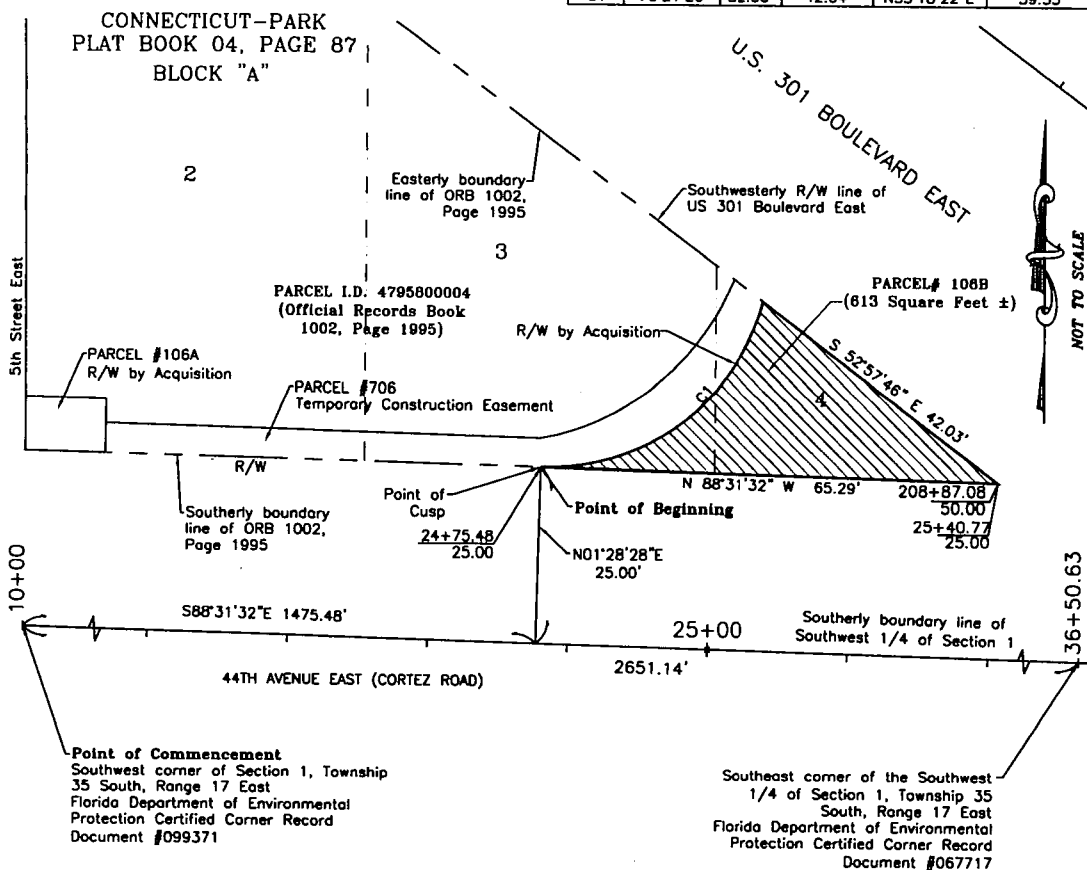 N53°18'22"E
CONNECTICUT-PARK
PLAT BOOK 04, PAGE 87
BLOCK "A"
U.S. 301 BOULEVARD EAST
2
Easterly boundary
line of ORB 1002,
Page 1995
Southwesterly R/W line of
US 301 Boulevard East
3
NOT TO SCALE
PARCEL# 106B
(613 Square Feet ±)
PARCEL I.D. 4795800004
(Official Records Book
1002, Page 1995)
R/W by Acquisition
5th Street East
PARCEL #106A
R/W by Acquisition
PARCEL #706
Temporary Construction Easement
C1
4
S 52°57'46" E 42.03'
R/W
N 88°31'32" W 65.29'
Point of
Cusp
Point of Beginning
208+87.08
50.00
25+40.77
25.00
Southerly boundary
line of ORB 1002,
Page 1995
24+75.48
25.00
N01°28'28"E
25.00'
10+00
S88°31'32"E 1475.48'
25+00
Southerly boundary line of
Southwest 1/4 of Section 1
36+50.63
44TH AVENUE EAST (CORTEZ ROAD)
2651.14'
Point of Commencement
Southwest corner of Section 1, Township
35 South, Range 17 East
Florida Department of Environmental
Protection Certified Corner Record
Document #099371
Southeast corner of the Southwest
1/4 of Section 1, Township 35
South, Range 17 East
Florida Department of Environmental
Protection Certified Corner Record
Document #067717